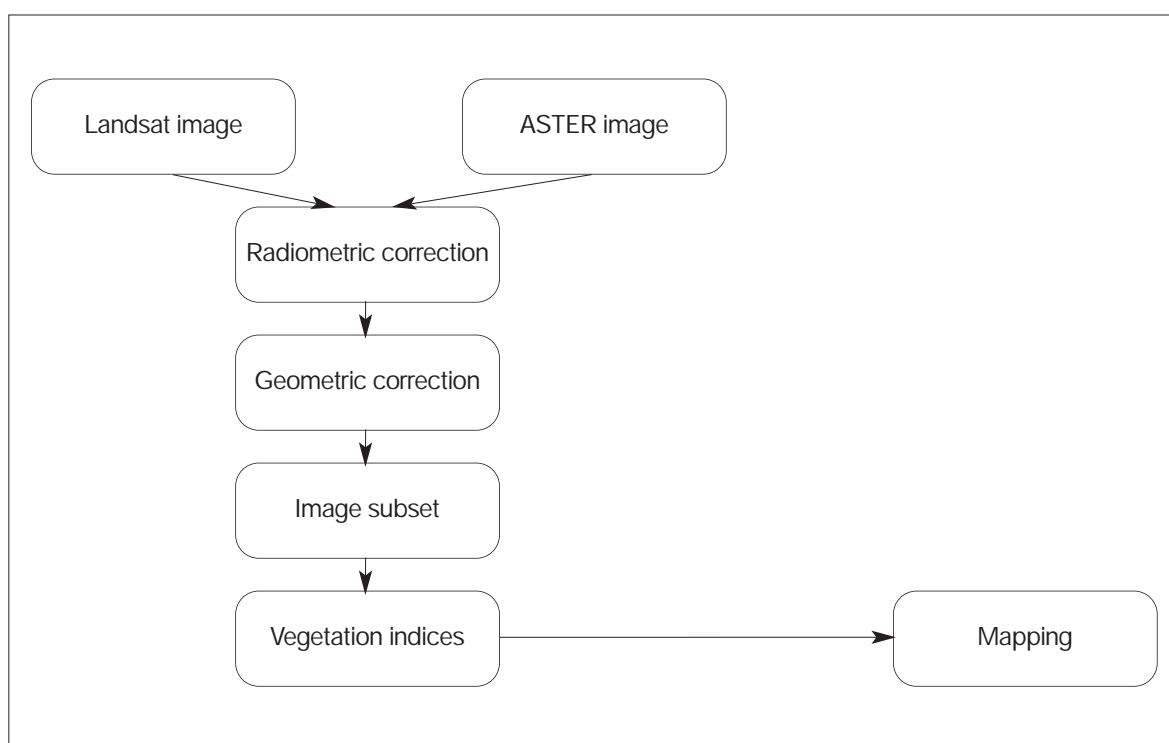 Landsat image
ASTER image
Radiometric correction
Geometric correction
Image subset
Vegetation indices
Mapping